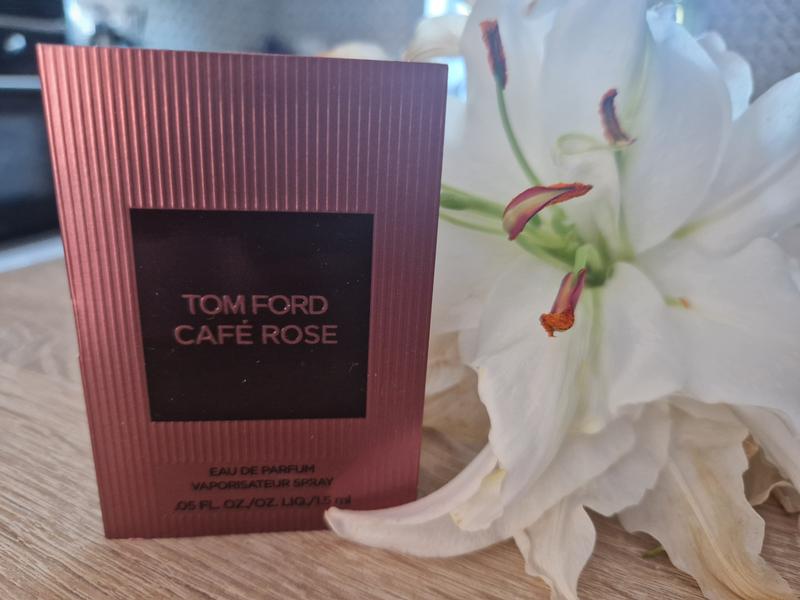 TOM FORD
CAFÉ ROSE
EAU DE PARFUM
VAPORISATEUR SPRAY
.05 FL. OZ./OZ. LIQ./1.5 ml